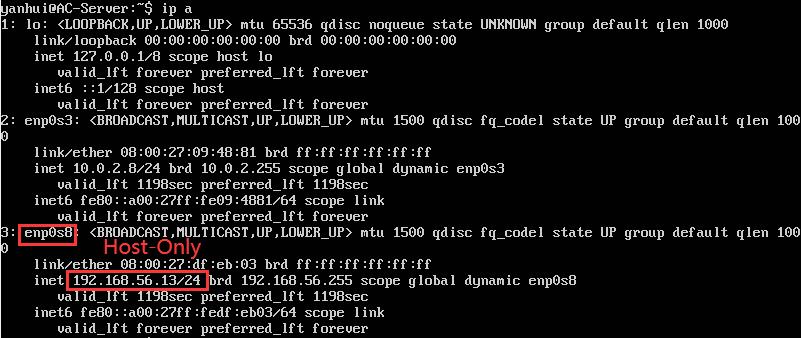 yanhui@AC-Server:~$ ip a
1: lo: <LOOPBACK,UP,LOWER_UP> mtu 65536 qdisc noqueue state UNKNOWN group default qlen 1000
link/loopback 00:00:00:00:00:00 brd 00:00:00:00:00:00
inet 127.0.0.1/8 scope host lo
valid_lft forever preferred_lft forever
inet6 ::1/128 scope host
valid_lft forever preferred_lft forever
2: enp0s3: <BROADCAST,MULTICAST,UP,LOWER_UP> mtu 1500 qdisc fq_codel state UP group default qlen 100
0
link/ether 08:00:27:09:48:81 brd ff:ff:ff:ff:ff:ff
inet 10.0.2.8/24 brd 10.0.2.255 scope global dynamic enp0s3
valid_lft 1198sec preferred_lft 1198sec
inet6 fe80::a00:27ff:fe09:4881/64 scope link
valid_lft forever preferred_lft forever
3: enp0s8: <BROADCAST,MULTICAST,UP,LOWER_UP> mtu 1500 qdisc fq_codel state UP group default qlen 100
0
Host-Only
link/ether 08:00:27:df:eb:03 brd ff:ff:ff:ff:ff:ff
inet 192.168.56.13/24 brd 192.168.56.255 scope global dynamic enp0s8
valid_lft 1198sec preferred_lft 1198sec
inet6 fe80::a00:27ff:fedf:eb03/64 scope link
valid_lft forever preferred_lft forever